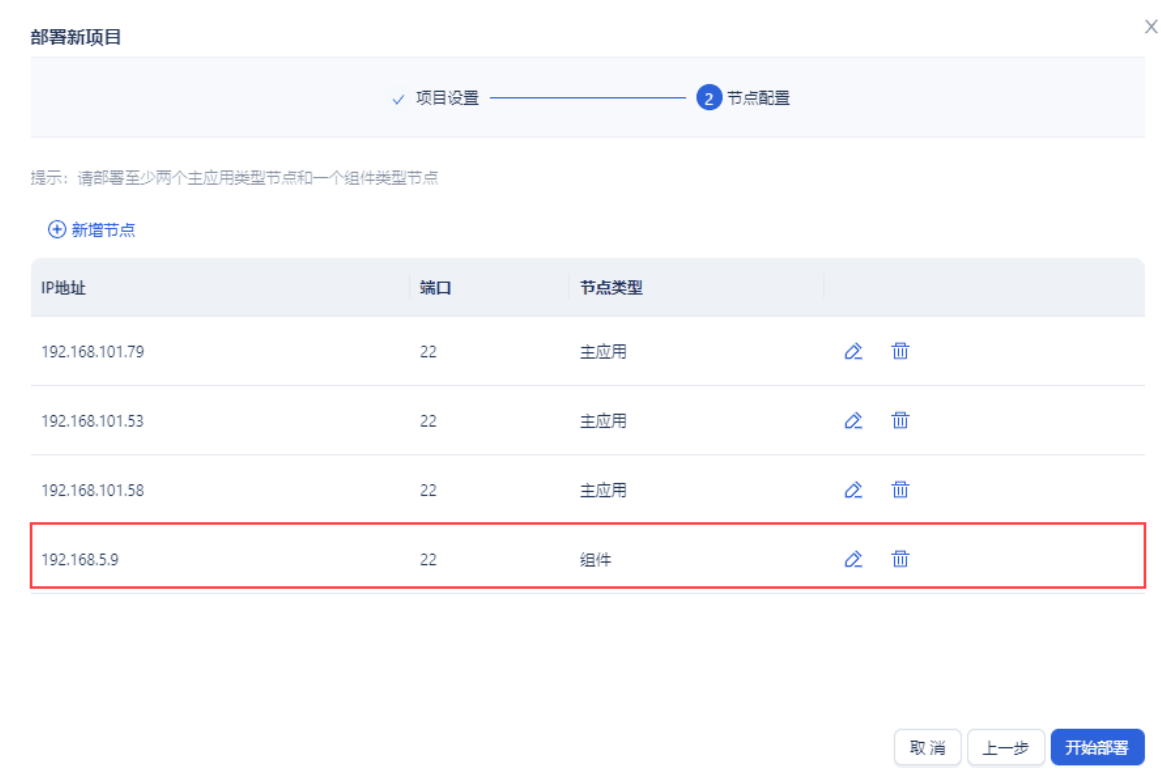 部署新项目
项目设置 2 节点配置
提示：请部署至少两个主应用类型节点和一个组件类型节点
新增节点
IP地址 端口 节点类型
192.168.101.79 22 主应用
192.168.101.53 22 主应用
192.168.101.58 22 主应用
192.168.5.9 22 组件
取 消 上一步 开始部署